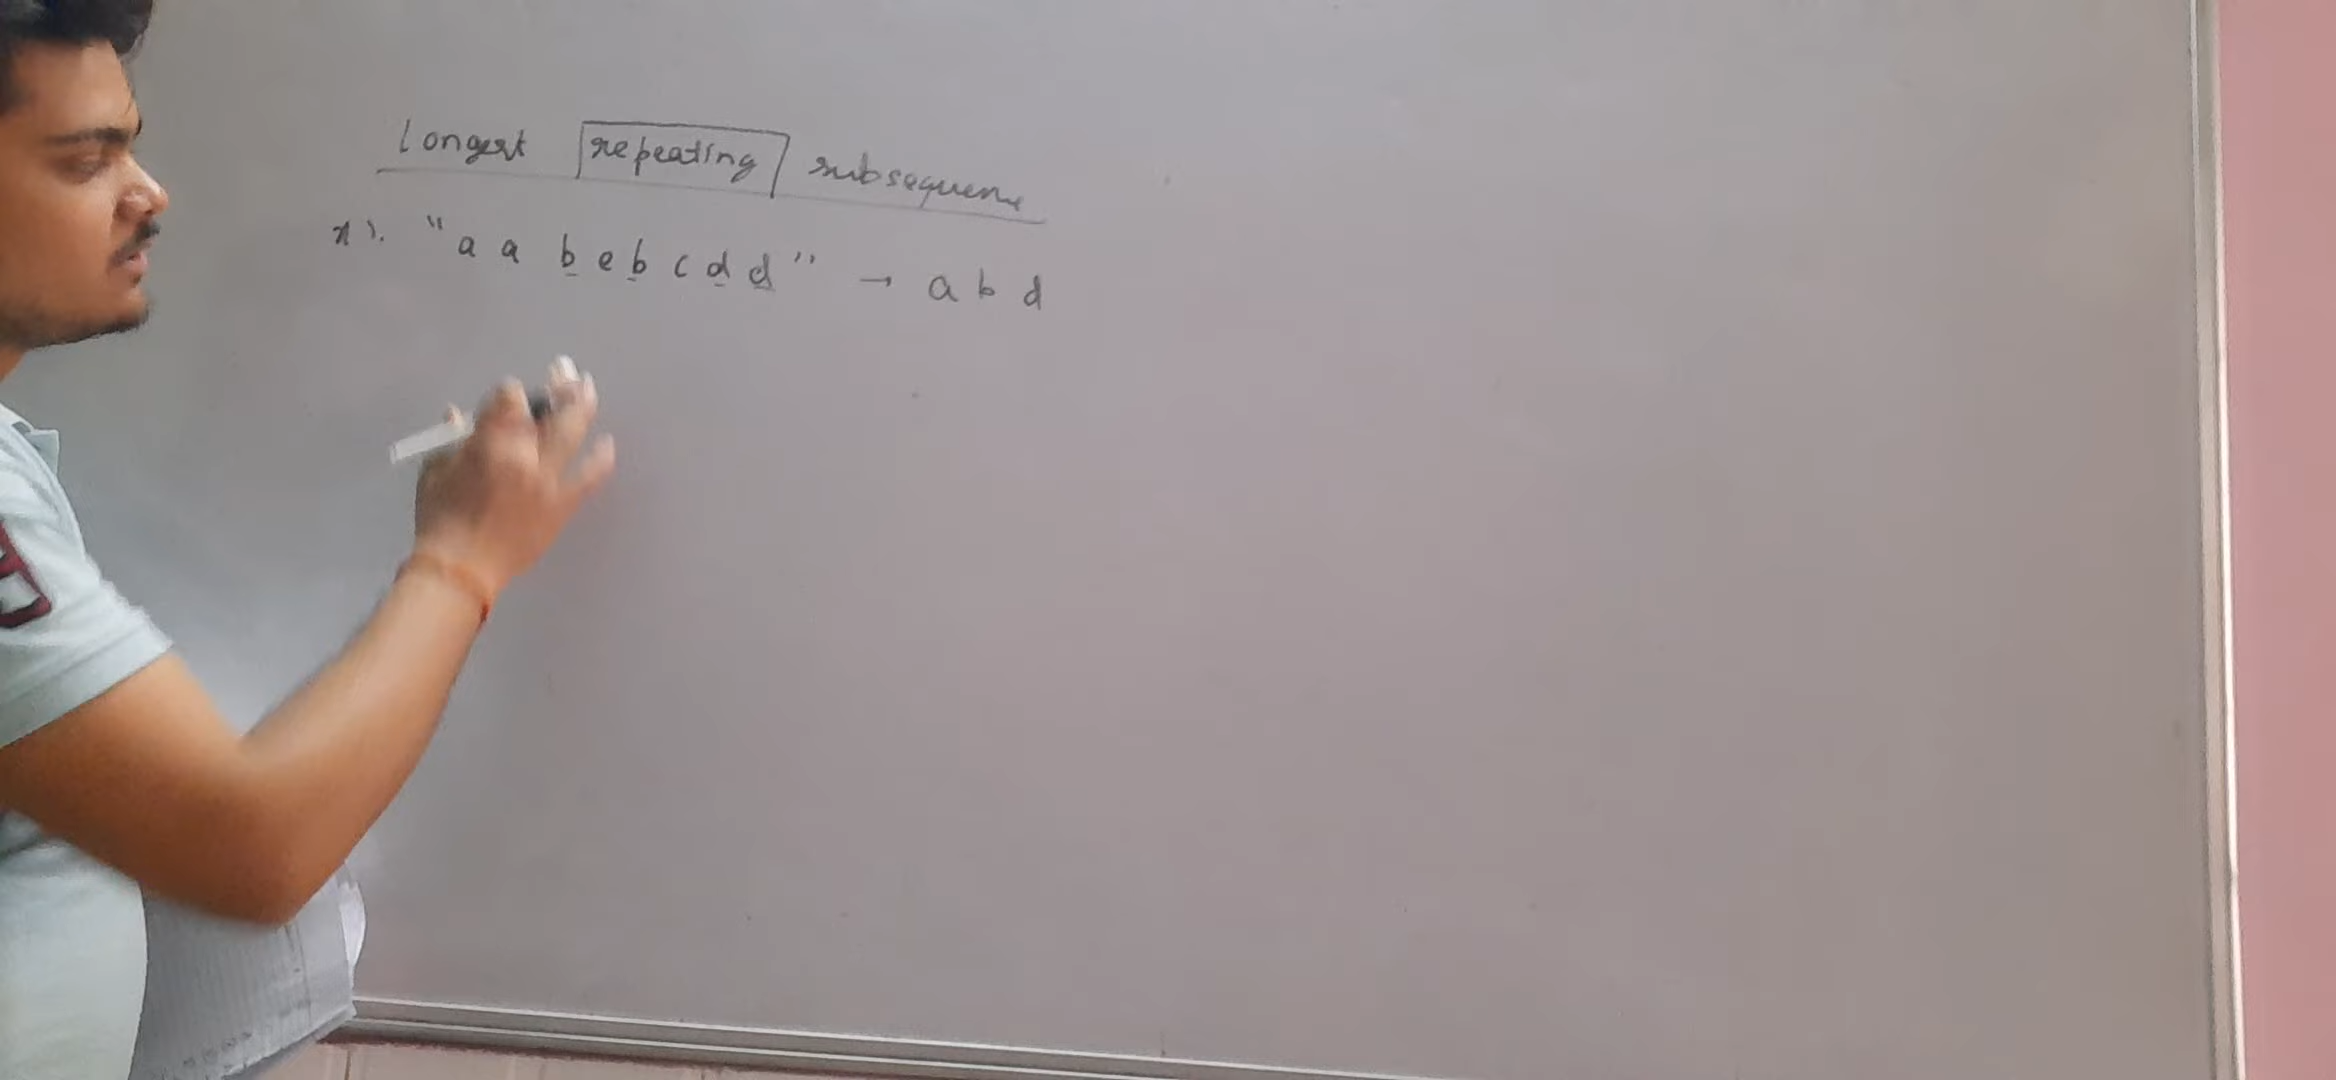 Longest repeating subsequence
x). "a a b e b c d d" → a b d